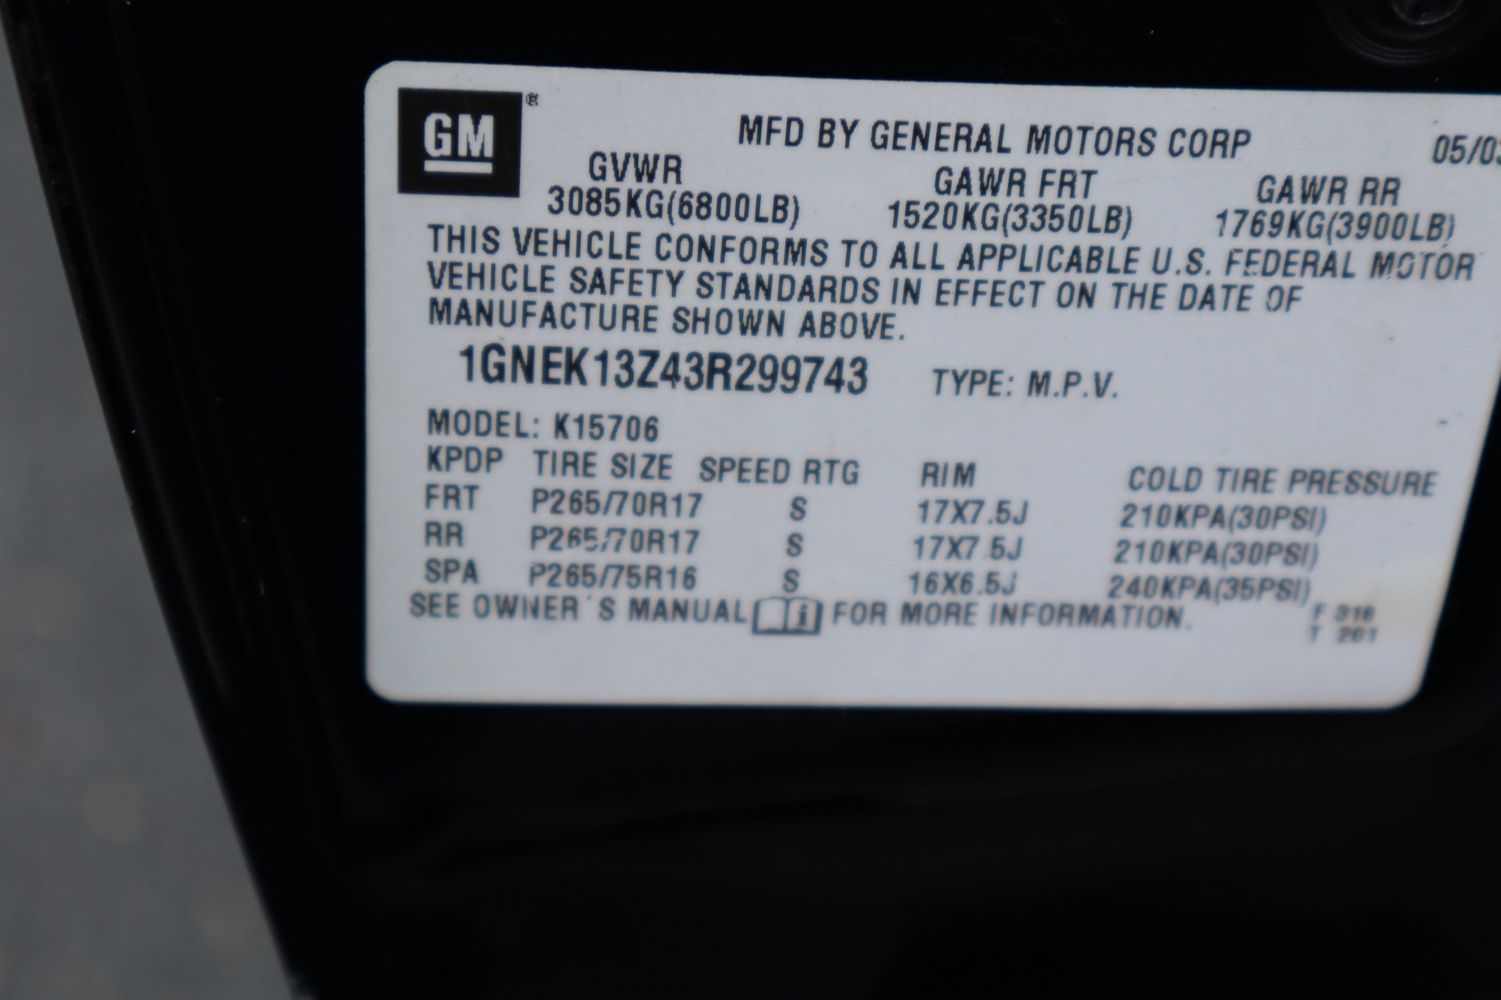 GM®
MFD BY GENERAL MOTORS CORP 05/03
GVWR GAWR FRT GAWR RR
3085KG(6800LB) 1520KG(3350LB) 1769KG(3900LB)
THIS VEHICLE CONFORMS TO ALL APPLICABLE U.S. FEDERAL MOTOR
VEHICLE SAFETY STANDARDS IN EFFECT ON THE DATE OF
MANUFACTURE SHOWN ABOVE.
1GNEK13Z43R299743 TYPE: M.P.V.
MODEL: K15706
KPDP TIRE SIZE SPEED RTG RIM COLD TIRE PRESSURE
FRT P265/70R17 S 17X7.5J 210KPA(30PSI)
RR P265/70R17 S 17X7.5J 210KPA(30PSI)
SPA P265/75R16 S 16X6.5J 240KPA(35PSI)
SEE OWNER´S MANUAL FOR MORE INFORMATION.
F 316
T 201